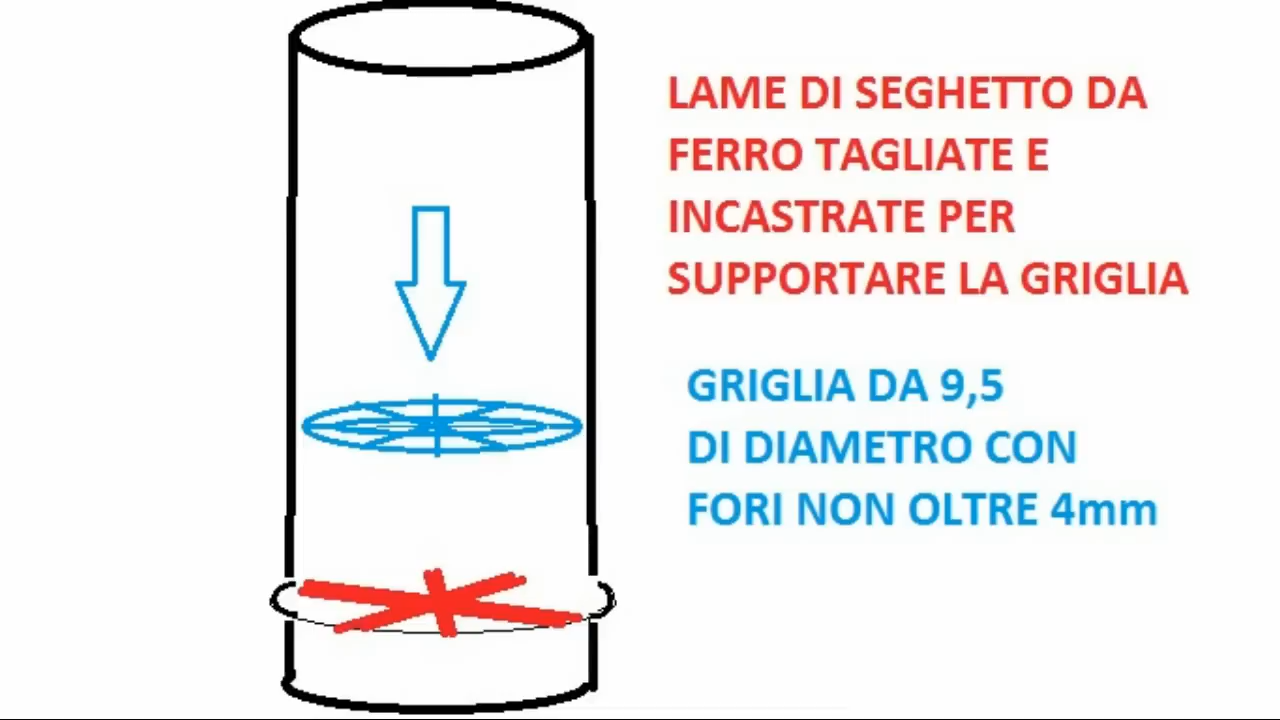 LAME DI SEGHETTO DA
FERRO TAGLIATE E
INCASTRATE PER
SUPPORTARE LA GRIGLIA
GRIGLIA DA 9,5
DI DIAMETRO CON
FORI NON OLTRE 4mm